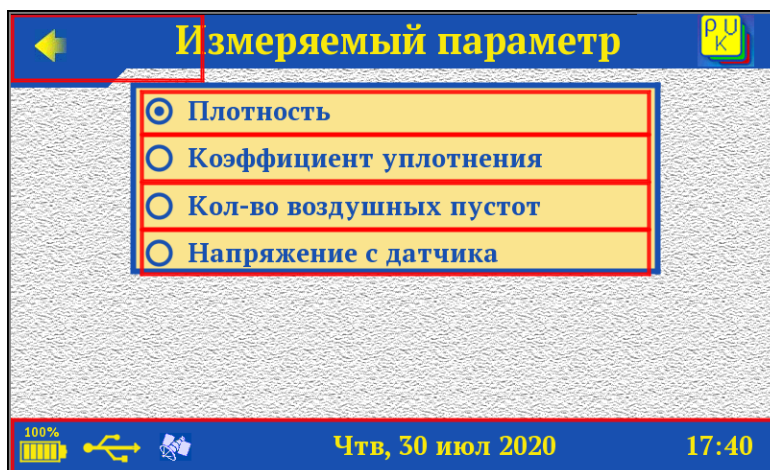 Измеряемый параметр
P U K
Плотность
Коэффициент уплотнения
Кол-во воздушных пустот
Напряжение с датчика
100%
Чтв, 30 июл 2020
17:40